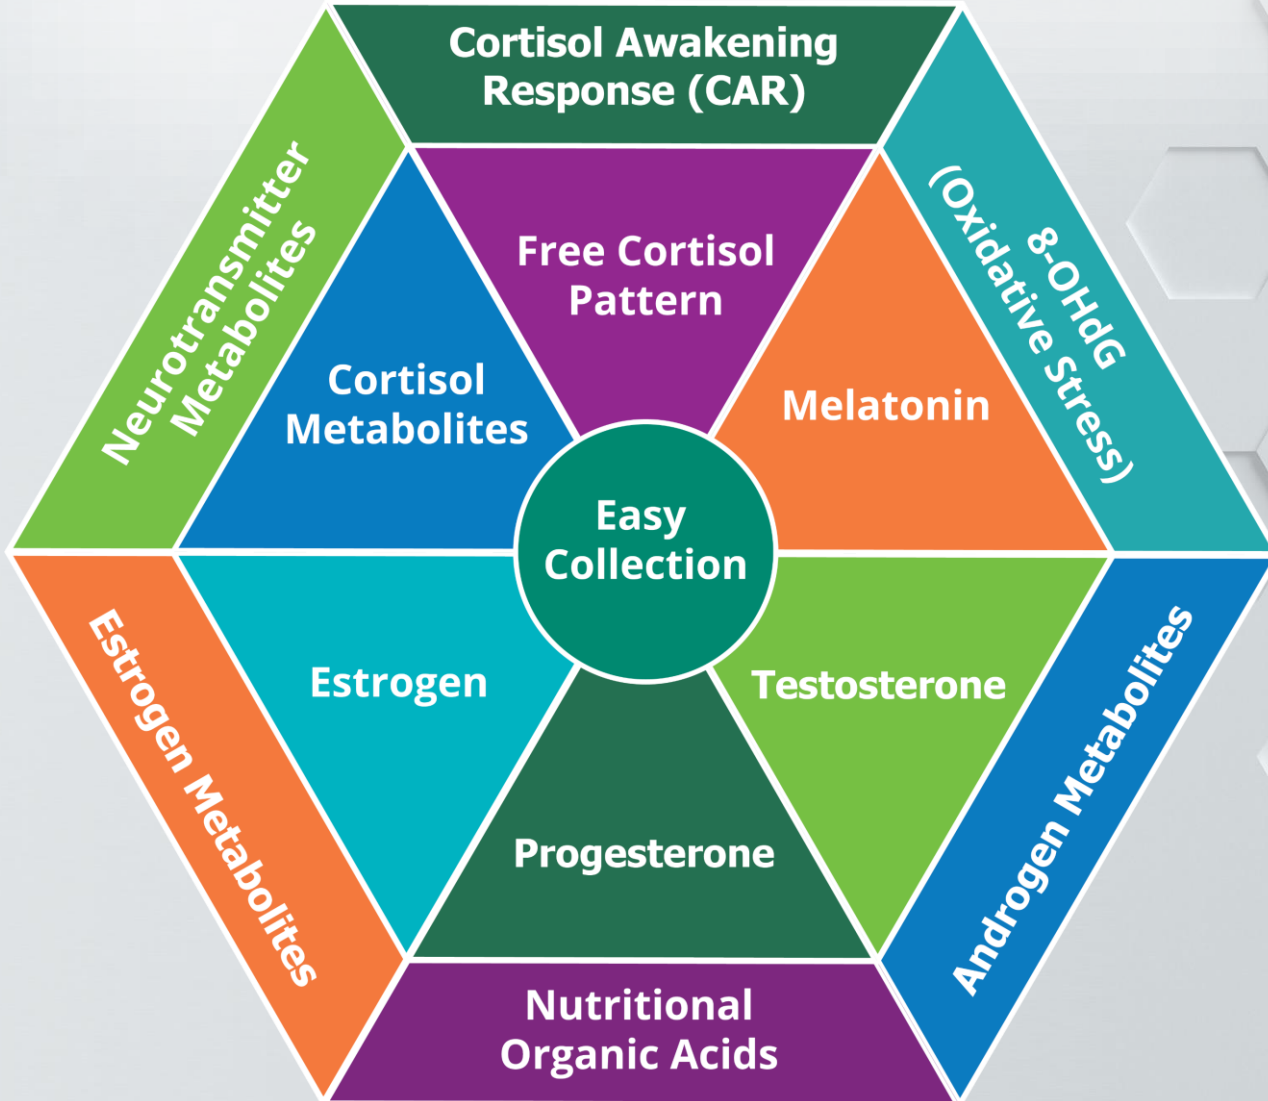 Cortisol Awakening
Response (CAR)
Neurotransmitter
Metabolites
8-OHdG
(Oxidative Stress)
Free Cortisol
Pattern
Cortisol
Metabolites
Melatonin
Easy
Collection
Estrogen
Testosterone
Estrogen Metabolites
Androgen Metabolites
Progesterone
Nutritional
Organic Acids